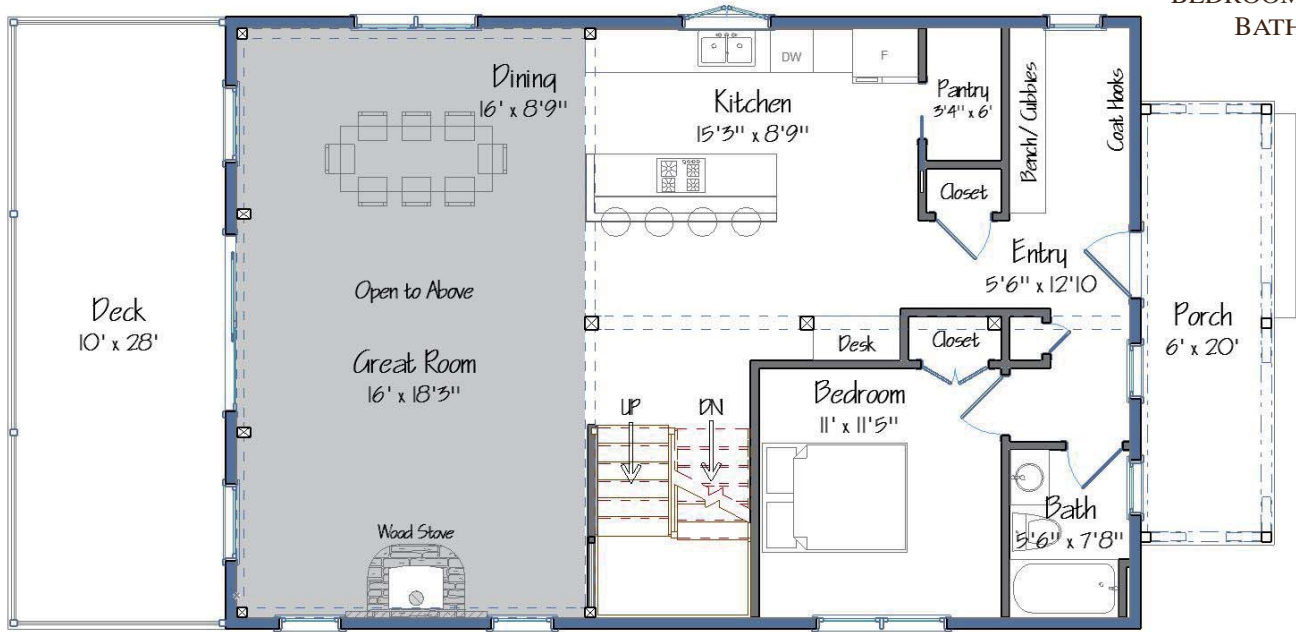 BEDROOM
BATH
Dining
16' x 8'9"
Kitchen
15'3" x 8'9"
DW
F
Pantry
3'4" x 6'
Bench/Cubbies
Coat Hooks
Closet
Entry
5'6" x 12'10
Deck
10' x 28'
Open to Above
Great Room
16' x 18'3"
Porch
6' x 20'
Desk
Closet
Bedroom
11' x 11'5"
UP
DN
Wood Stove
Bath
5'6" x 7'8"